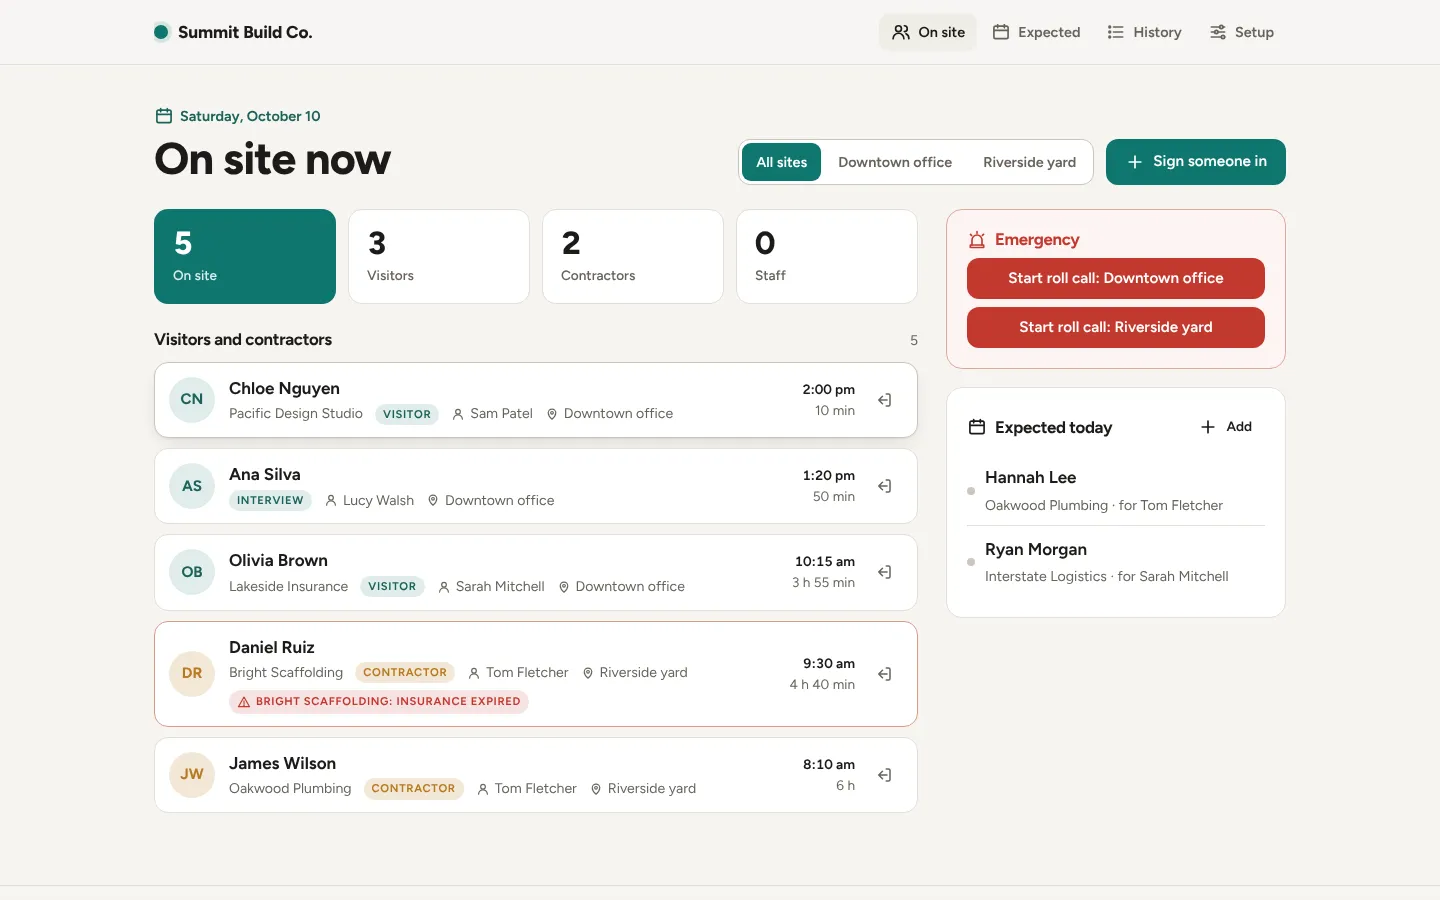 Summit Build Co.
On site
Expected
History
Setup
Saturday, October 10
On site now
All sites
Downtown office
Riverside yard
Sign someone in
5
On site
3
Visitors
2
Contractors
0
Staff
Visitors and contractors
5
CN
Chloe Nguyen
Pacific Design Studio VISITOR Sam Patel Downtown office
2:00 pm
10 min
AS
Ana Silva
INTERVIEW Lucy Walsh Downtown office
1:20 pm
50 min
OB
Olivia Brown
Lakeside Insurance VISITOR Sarah Mitchell Downtown office
10:15 am
3 h 55 min
DR
Daniel Ruiz
Bright Scaffolding CONTRACTOR Tom Fletcher Riverside yard
BRIGHT SCAFFOLDING: INSURANCE EXPIRED
9:30 am
4 h 40 min
JW
James Wilson
Oakwood Plumbing CONTRACTOR Tom Fletcher Riverside yard
8:10 am
6 h
Emergency
Start roll call: Downtown office
Start roll call: Riverside yard
Expected today
Add
Hannah Lee
Oakwood Plumbing · for Tom Fletcher
Ryan Morgan
Interstate Logistics · for Sarah Mitchell